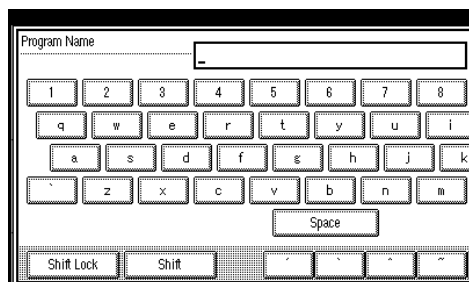 Program Name
_
1 2 3 4 5 6 7 8
q w e r t y u i
a s d f g h j k
` z x c v b n m
Space
Shift Lock Shift ´ ` ^ ~